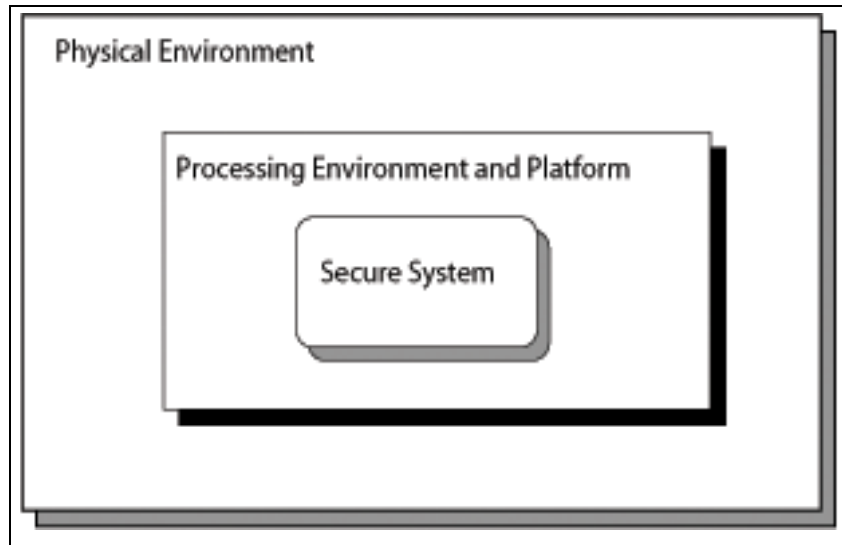 Physical Environment
Processing Environment and Platform
Secure System